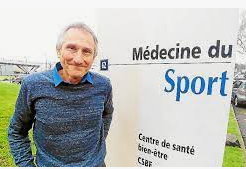 Médecine du
Sport
Centre de santé
bien-être
CSBF